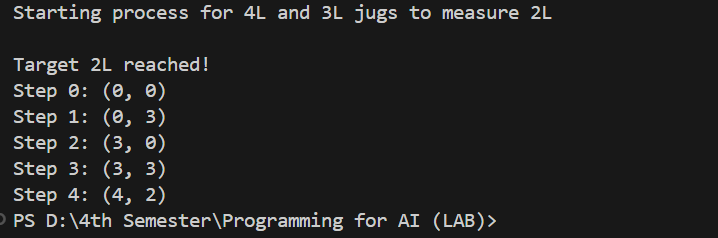 Starting process for 4L and 3L jugs to measure 2L
Target 2L reached!
Step 0: (0, 0)
Step 1: (0, 3)
Step 2: (3, 0)
Step 3: (3, 3)
Step 4: (4, 2)
PS D:\4th Semester\Programming for AI (LAB)>